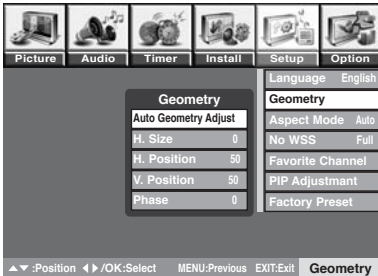 Picture Audio Timer Install Setup Option
Language English
Geometry
Aspect Mode Auto
No WSS Full
Favorite Channel
PIP Adjustmant
Factory Preset
Geometry
Auto Geometry Adjust
H. Size 0
H. Position 50
V. Position 50
Phase 0
▲▼ :Position ◀ ▶ /OK:Select MENU:Previous EXIT:Exit Geometry